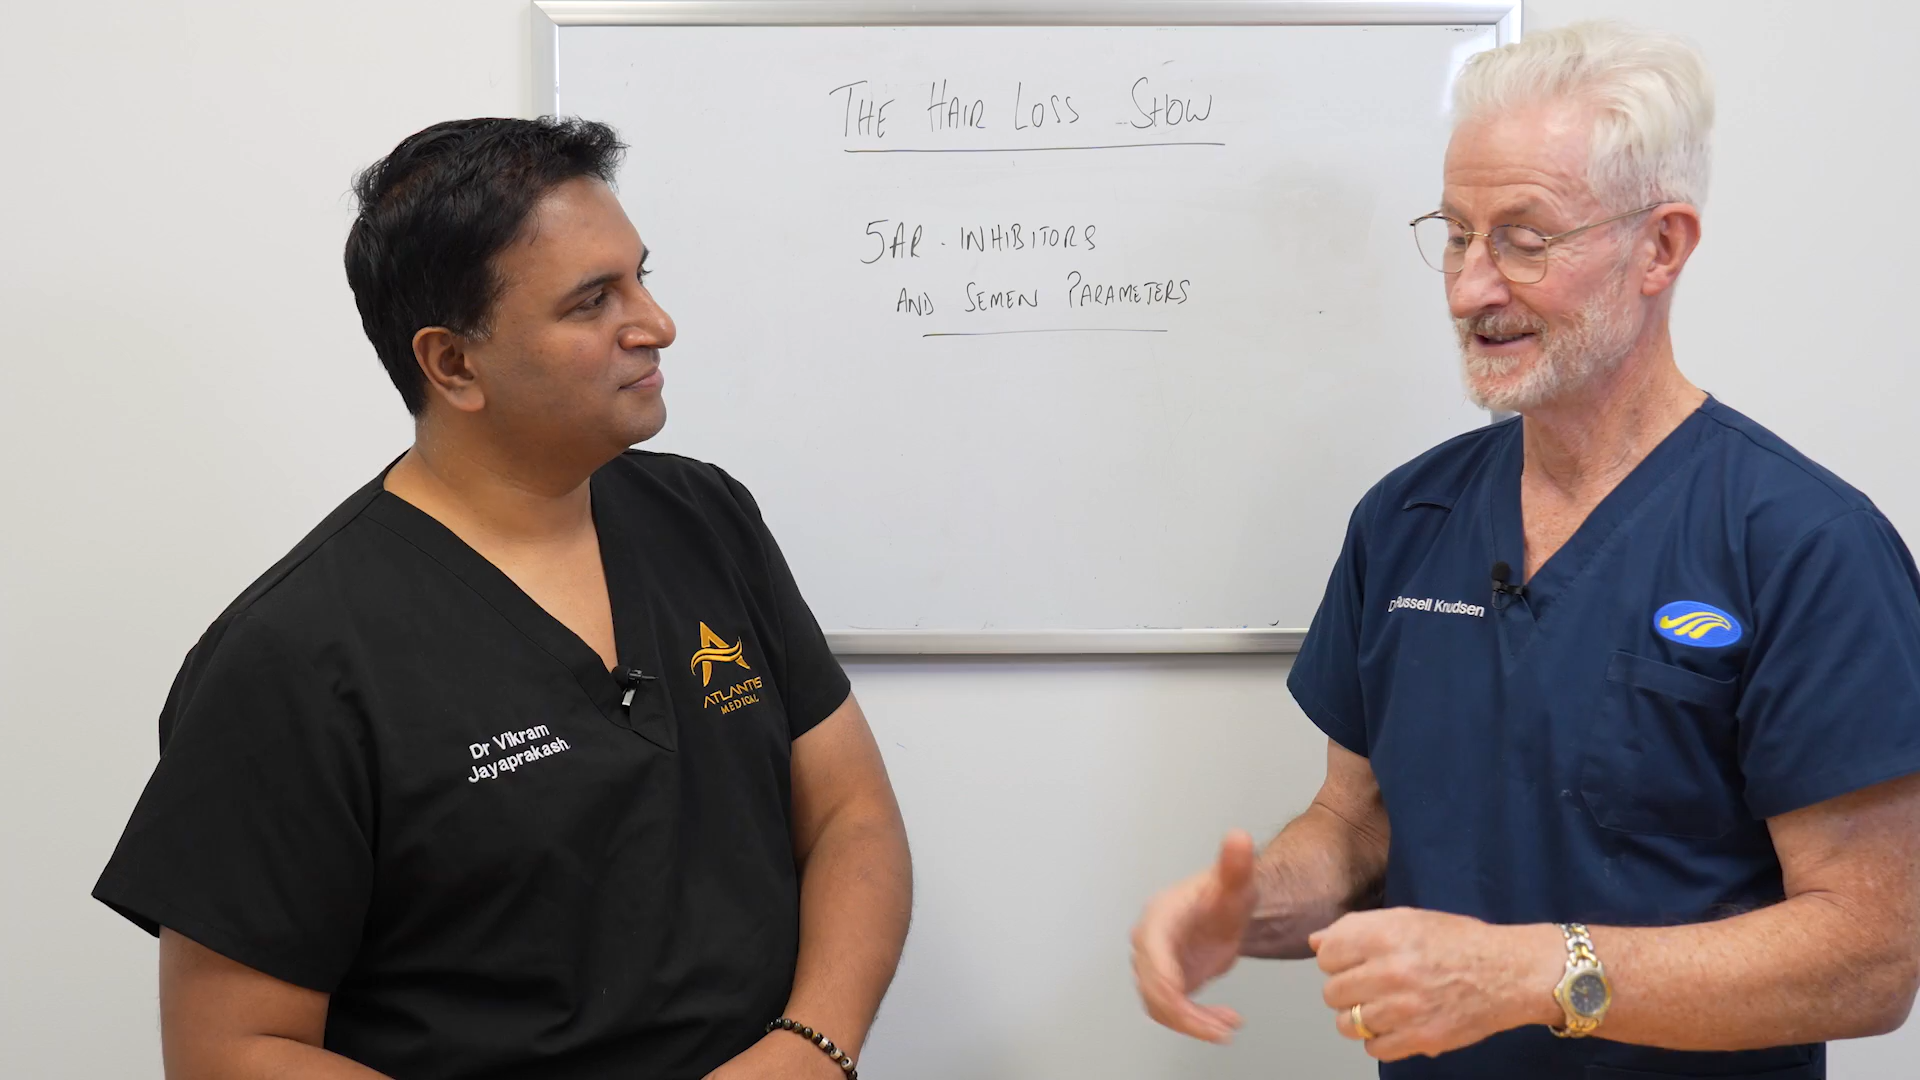 THE HAIR LOSS SHOW
5AR - INHIBITORS
AND SEMEN PARAMETERS
Dr Vikram
Jayaprakash
ATLANTIS
MEDICAL
Dr Russell Knudsen